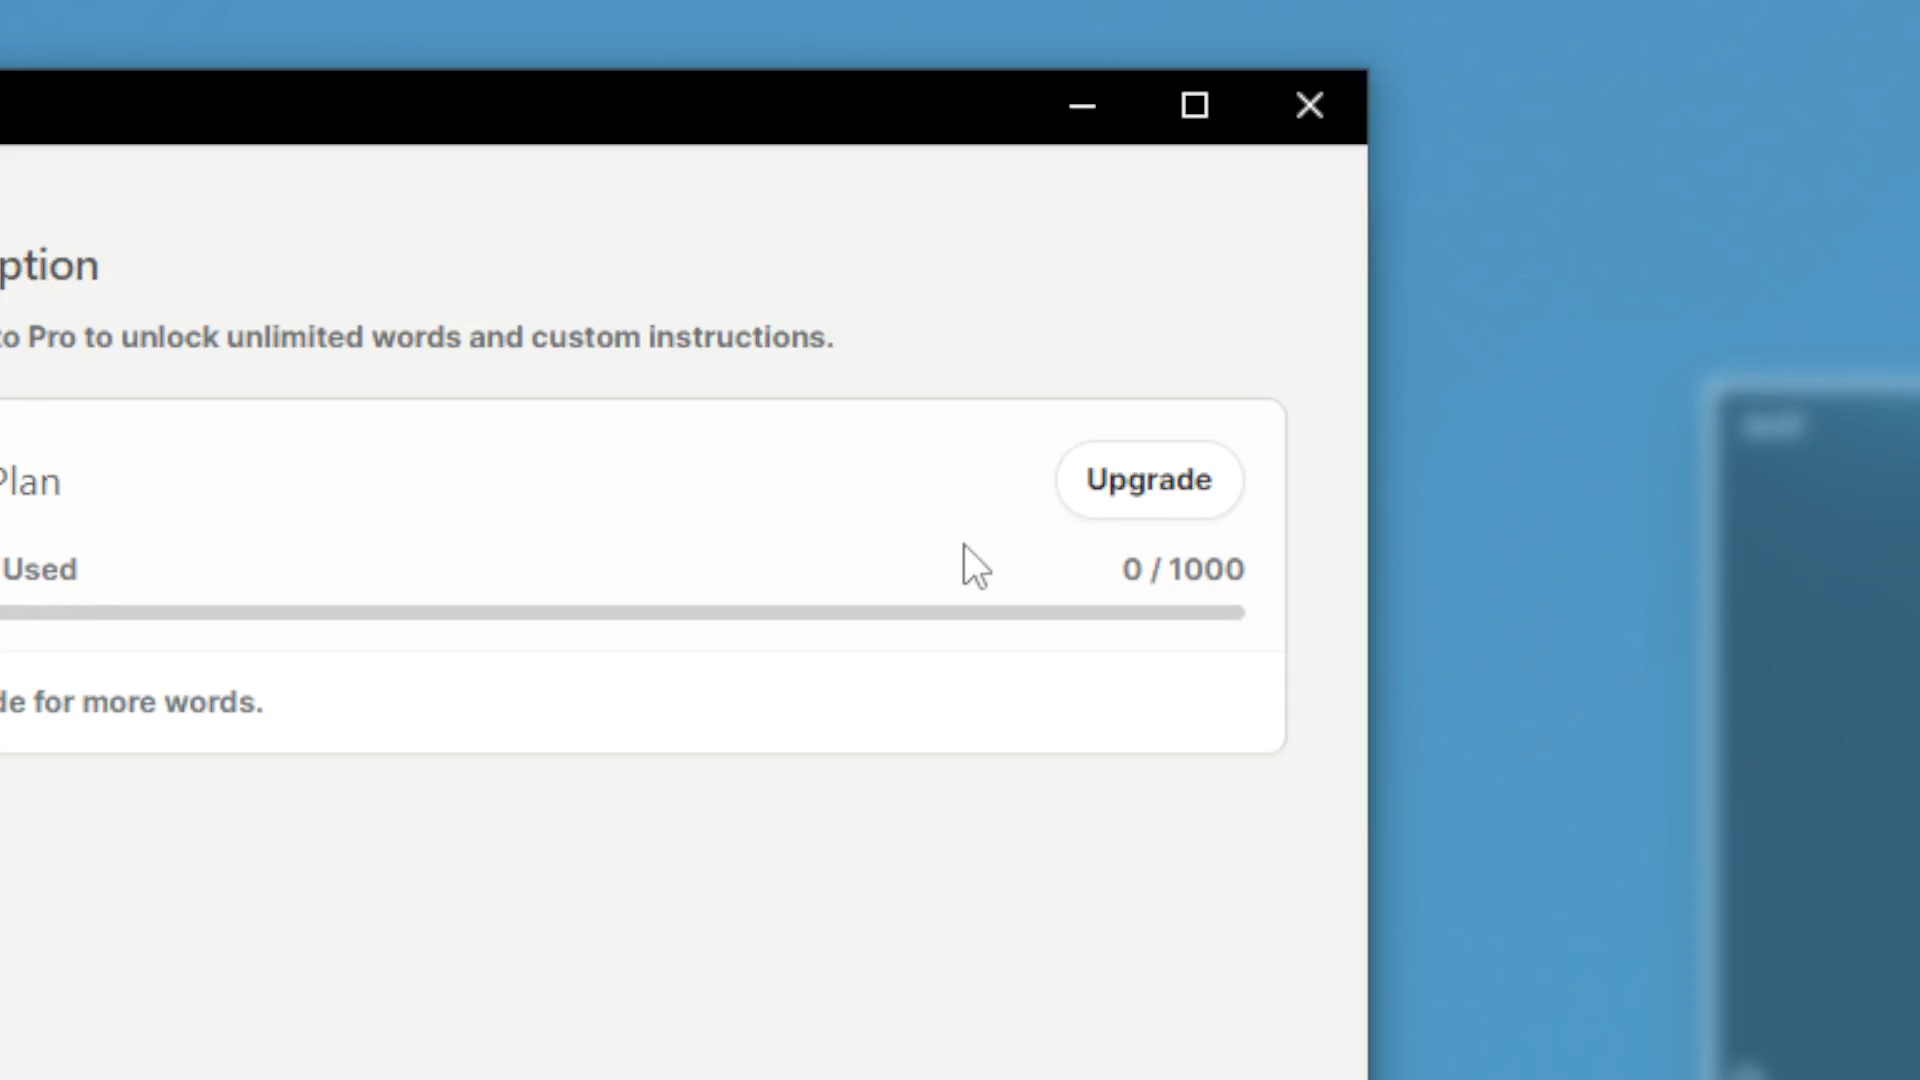 ption
to Pro to unlock unlimited words and custom instructions.
Plan
Upgrade
Used
0 / 1000
de for more words.